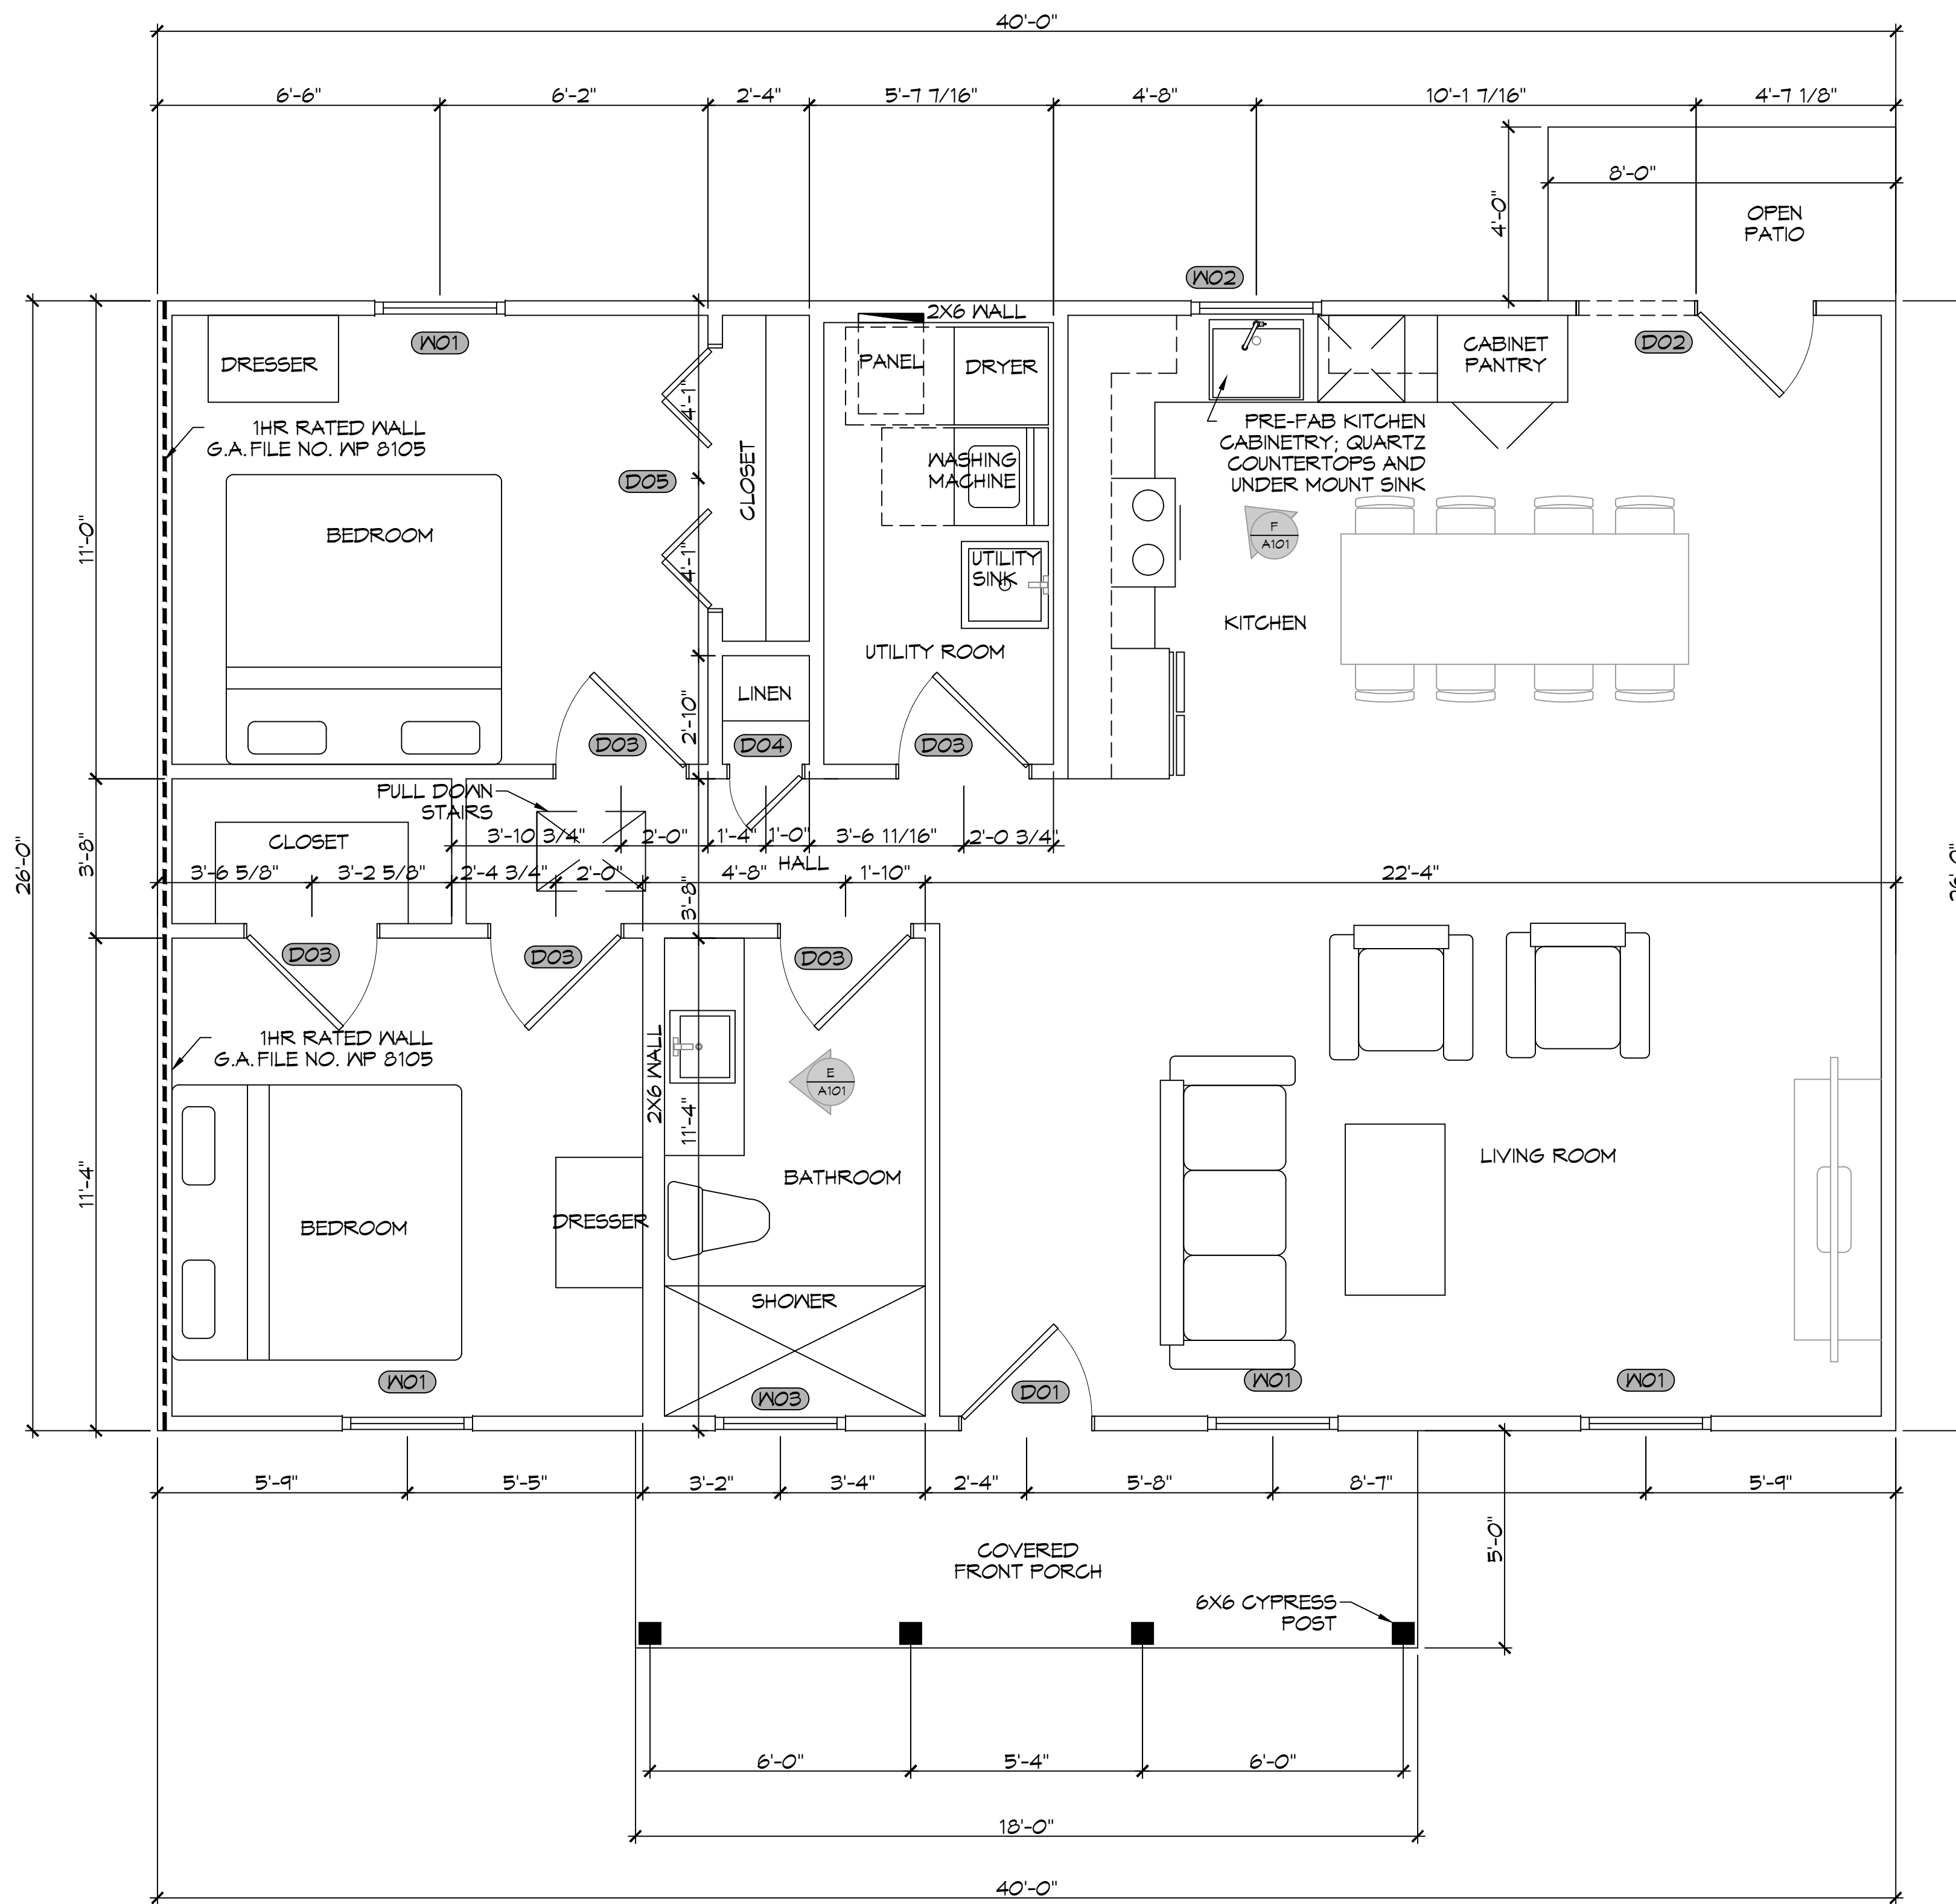 40'-0"
6'-6"
6'-2"
2'-4"
5'-7 7/16"
4'-8"
10'-1 7/16"
4'-7 1/8"
8'-0"
4'-0"
OPEN
PATIO
W02
2X6 WALL
W01
D02
DRESSER
PANEL
DRYER
CABINET
PANTRY
4'-1"
1HR RATED WALL
G.A.FILE NO. WP 8105
PRE-FAB KITCHEN
CABINETRY; QUARTZ
COUNTERTOPS AND
UNDER MOUNT SINK
D05
CLOSET
WASHING
MACHINE
BEDROOM
F
A101
11'-0"
4'-1"
UTILITY
SINK
KITCHEN
UTILITY ROOM
LINEN
2'-10"
D03
D04
D03
PULL DOWN
STAIRS
CLOSET
3'-10 3/4"
2'-0"
1'-4"
1'-0"
3'-6 11/16"
2'-0 3/4"
HALL
26'-0"
3'-8"
3'-6 5/8"
3'-2 5/8"
2'-4 3/4"
2'-0"
4'-8"
1'-10"
22'-4"
3'-8"
D03
D03
D03
1HR RATED WALL
G.A.FILE NO. WP 8105
2X6 WALL
E
A101
11'-4"
11'-4"
BATHROOM
LIVING ROOM
BEDROOM
DRESSER
SHOWER
W01
W03
D01
W01
W01
5'-9"
5'-5"
3'-2"
3'-4"
2'-4"
5'-8"
8'-7"
5'-9"
5'-0"
COVERED
FRONT PORCH
6X6 CYPRESS
POST
6'-0"
5'-4"
6'-0"
18'-0"
40'-0"